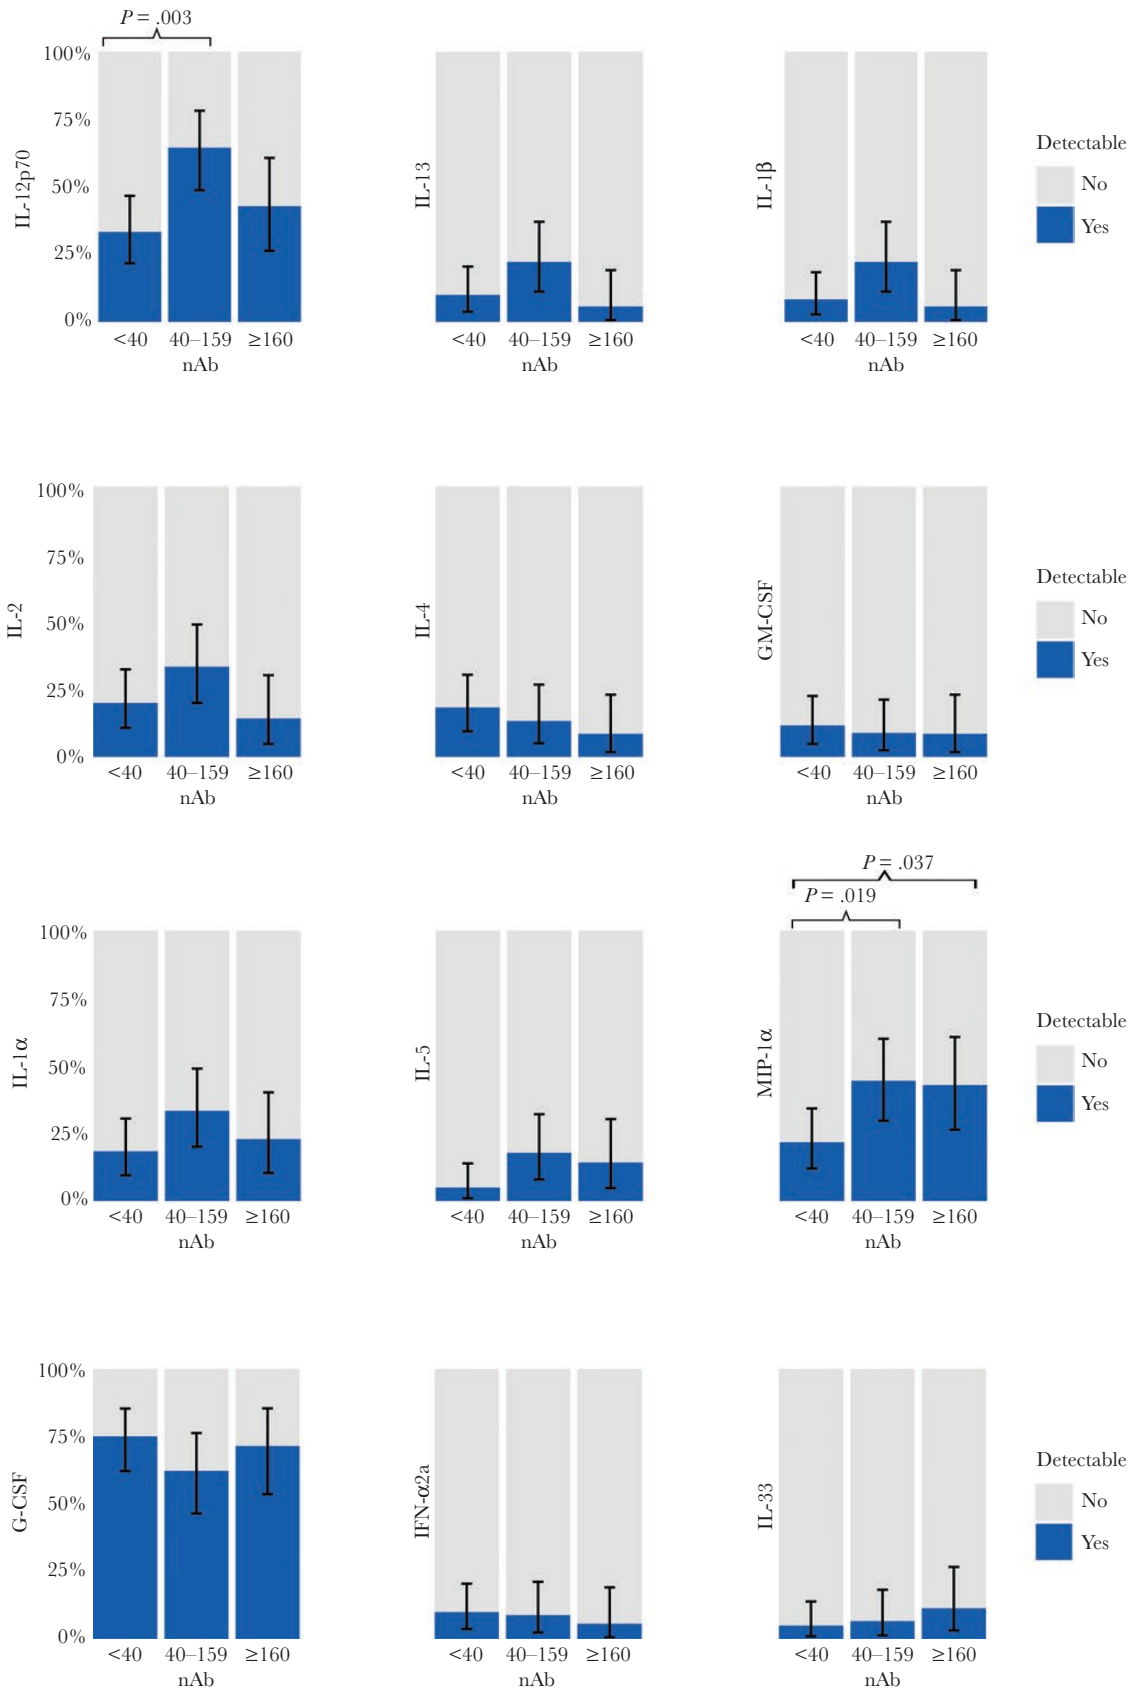 P = .003
100%
75%
50%
25%
0%
IL-12p70
<40 40–159 ≥160
nAb
IL-13
<40 40–159 ≥160
nAb
IL-1β
<40 40–159 ≥160
nAb
Detectable
No
Yes
100%
75%
50%
25%
0%
IL-2
<40 40–159 ≥160
nAb
IL-4
<40 40–159 ≥160
nAb
GM-CSF
<40 40–159 ≥160
nAb
Detectable
No
Yes
100%
75%
50%
25%
0%
IL-1α
<40 40–159 ≥160
nAb
IL-5
<40 40–159 ≥160
nAb
P = .037
P = .019
MIP-1α
<40 40–159 ≥160
nAb
Detectable
No
Yes
100%
75%
50%
25%
0%
G-CSF
<40 40–159 ≥160
nAb
IFN-α2a
<40 40–159 ≥160
nAb
IL-33
<40 40–159 ≥160
nAb
Detectable
No
Yes